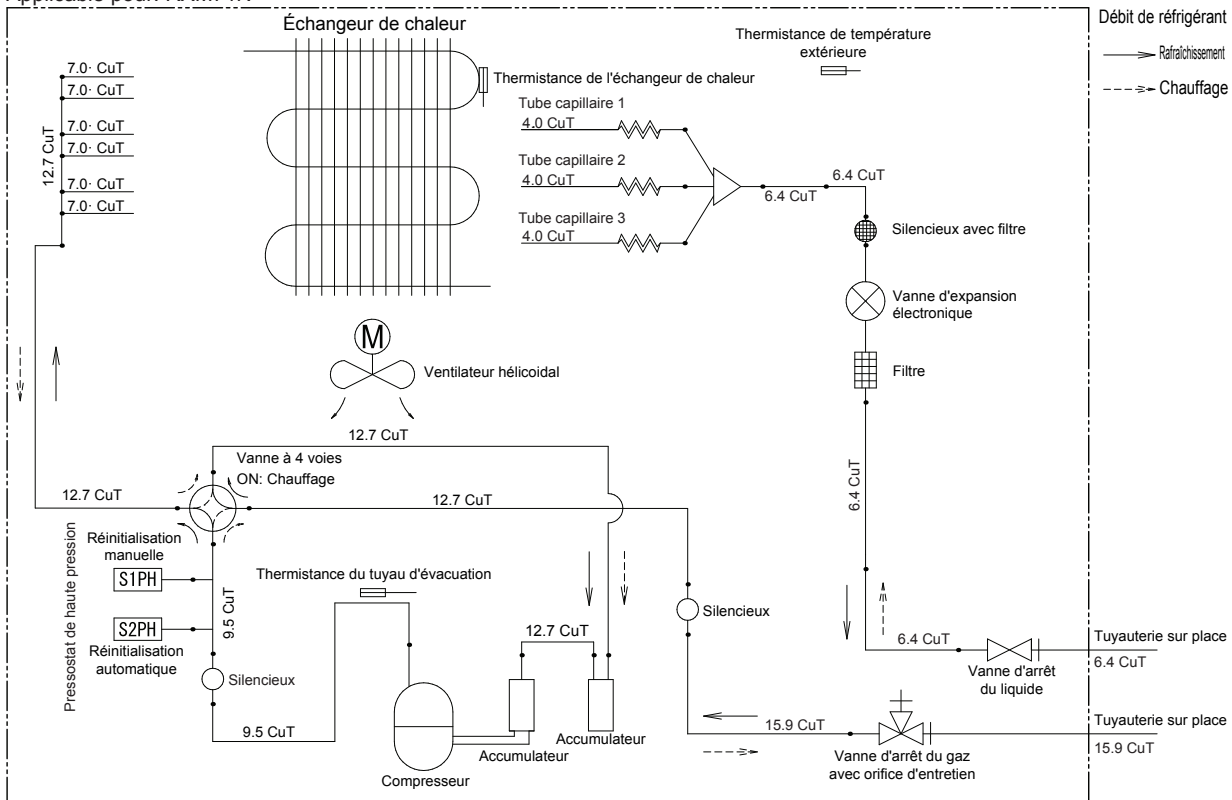 Échangeur de chaleur
Thermistance de température
extérieure
Débit de réfrigérant
Rafraîchissement
Chauffage
7.0· CuT
7.0· CuT
7.0· CuT
7.0· CuT
7.0· CuT
7.0· CuT
12.7 CuT
Thermistance de l'échangeur de chaleur
Tube capillaire 1
4.0 CuT
Tube capillaire 2
4.0 CuT
Tube capillaire 3
4.0 CuT
6.4 CuT
6.4 CuT
Silencieux avec filtre
Vanne d'expansion
électronique
Filtre
M
Ventilateur hélicoidal
12.7 CuT
Vanne à 4 voies
ON: Chauffage
12.7 CuT
12.7 CuT
6.4 CuT
Pressostat de haute pression
Réinitialisation
manuelle
S1PH
S2PH
Réinitialisation
automatique
9.5 CuT
Thermistance du tuyau d'évacuation
Silencieux
9.5 CuT
12.7 CuT
Compresseur
Accumulateur
Accumulateur
Silencieux
6.4 CuT
Vanne d'arrêt
du liquide
Tuyauterie sur place
6.4 CuT
15.9 CuT
Vanne d'arrêt du gaz
avec orifice d'entretien
Tuyauterie sur place
15.9 CuT